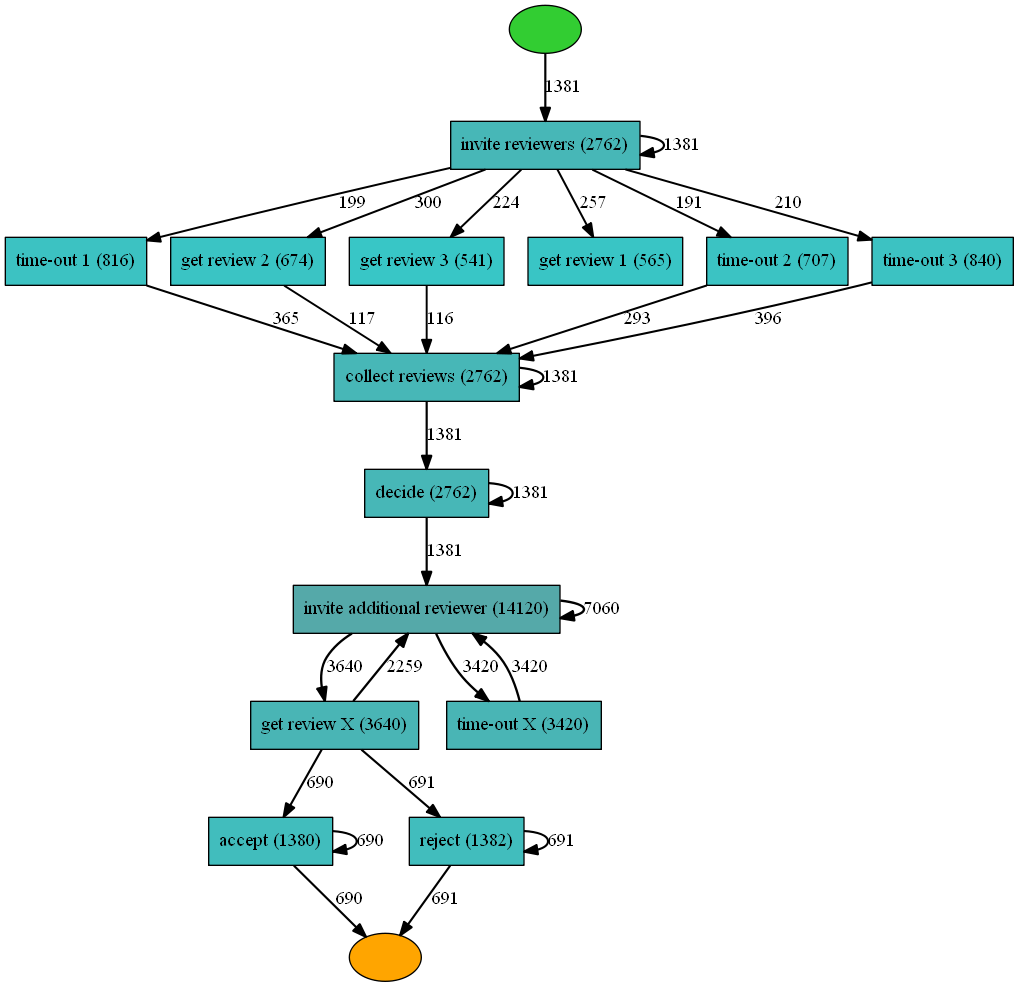 1381
invite reviewers (2762)
1381
199
300
224
257
191
210
time-out 1 (816)
get review 2 (674)
get review 3 (541)
get review 1 (565)
time-out 2 (707)
time-out 3 (840)
365
117
116
293
396
collect reviews (2762)
1381
1381
decide (2762)
1381
1381
invite additional reviewer (14120)
7060
3640
2259
3420
3420
get review X (3640)
time-out X (3420)
690
691
accept (1380)
690
reject (1382)
691
690
691